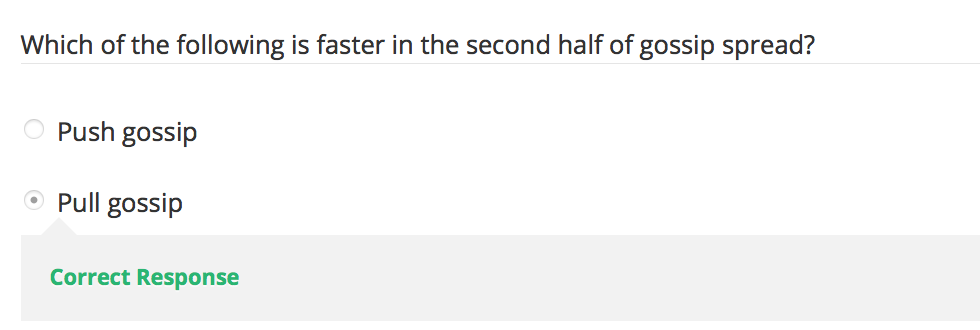 Which of the following is faster in the second half of gossip spread?
Push gossip
Pull gossip
Correct Response